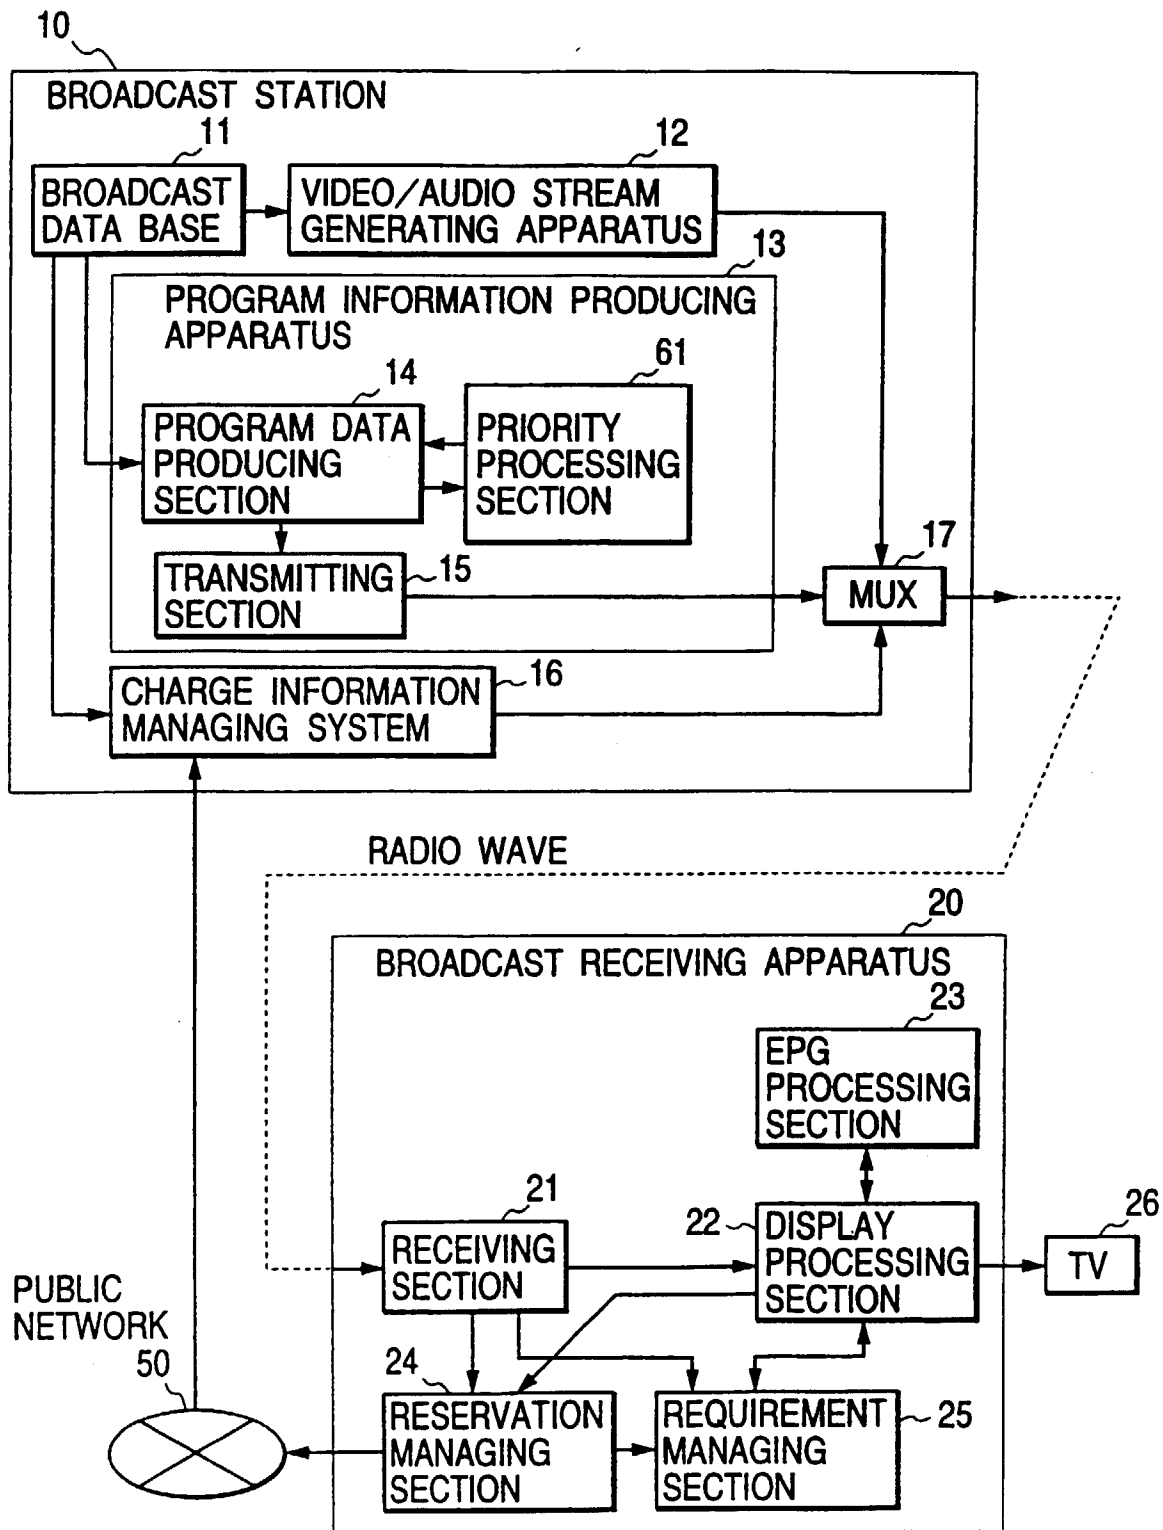 10
BROADCAST STATION
11
BROADCAST
DATA BASE
12
VIDEO/AUDIO STREAM
GENERATING APPARATUS
13
PROGRAM INFORMATION PRODUCING
APPARATUS
14
PROGRAM DATA
PRODUCING
SECTION
61
PRIORITY
PROCESSING
SECTION
15
TRANSMITTING
SECTION
17
MUX
16
CHARGE INFORMATION
MANAGING SYSTEM
RADIO WAVE
20
BROADCAST RECEIVING APPARATUS
23
EPG
PROCESSING
SECTION
21
RECEIVING
SECTION
22
DISPLAY
PROCESSING
SECTION
26
TV
PUBLIC
NETWORK
50
24
RESERVATION
MANAGING
SECTION
REQUIREMENT
MANAGING
SECTION
25